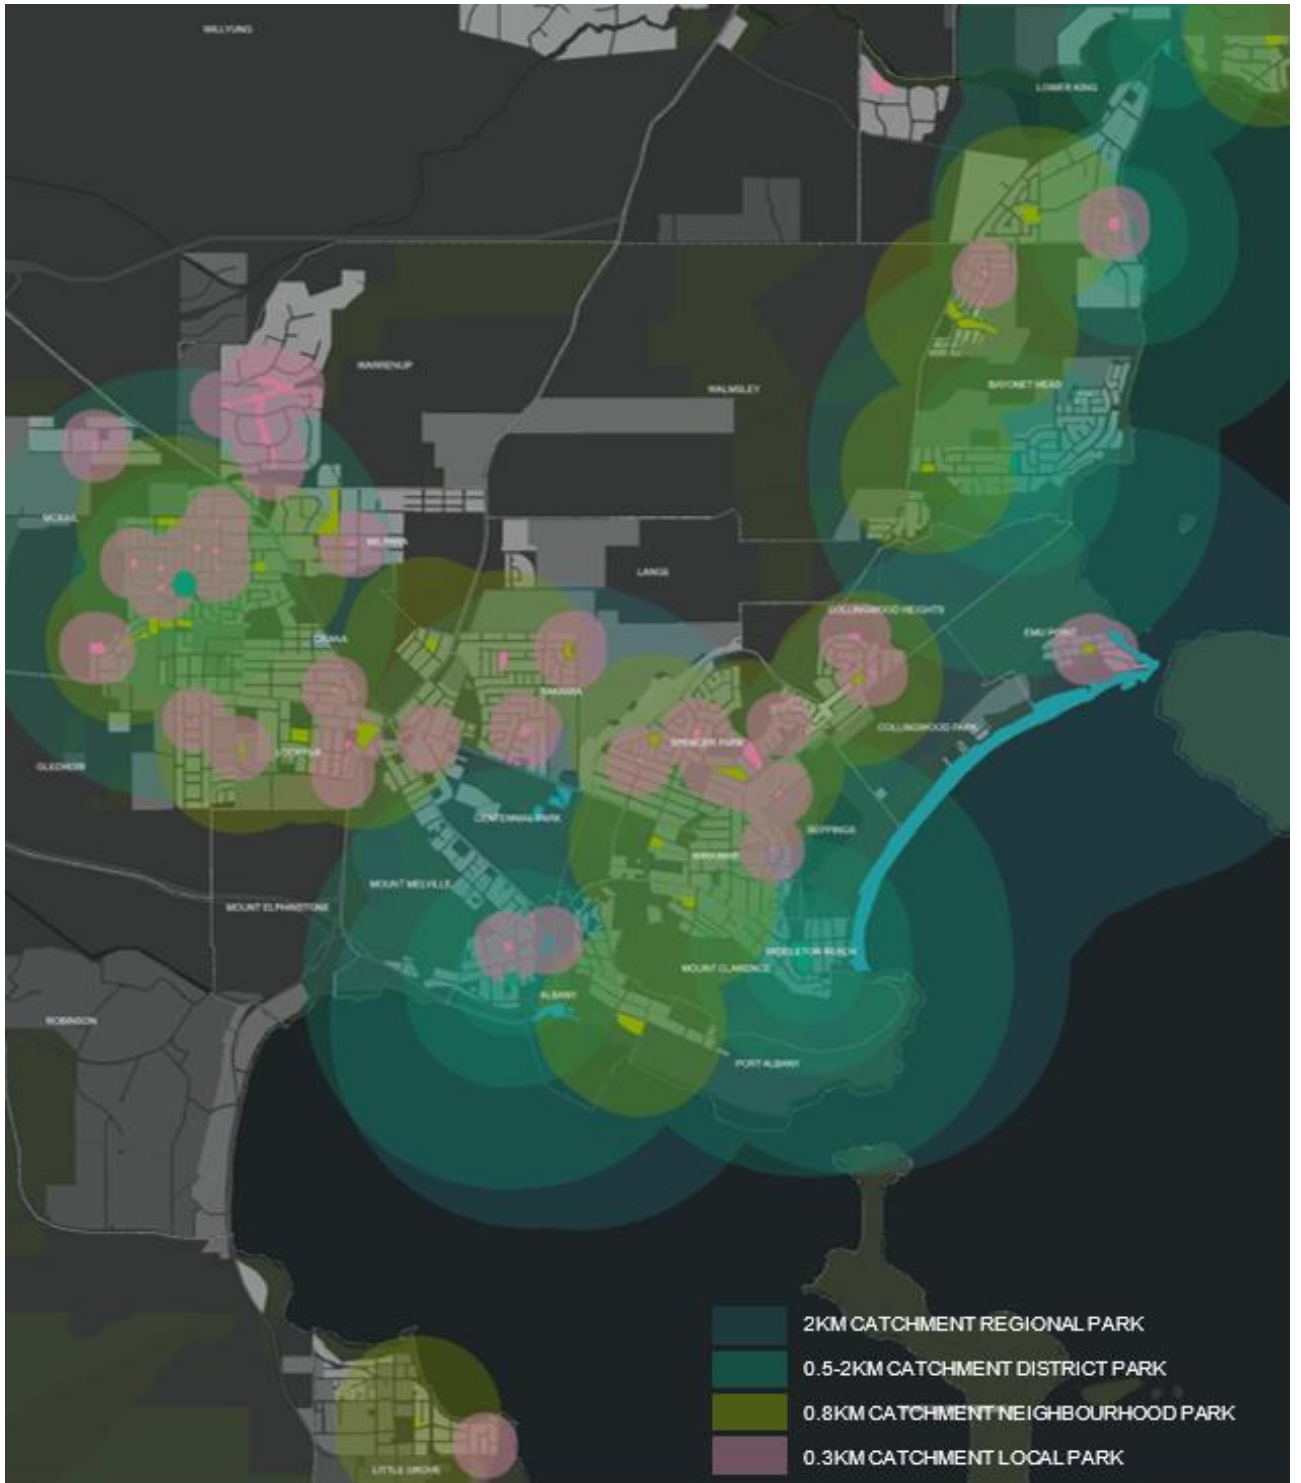 WILLYUNG
LOWER KING
WARRENUP
WALMSLEY
BAYONET HEAD
MCKAIL
MILPARA
LANGE
COLLINGWOOD HEIGHTS
EMU POINT
ORANA
YAKAMIA
COLLINGWOOD PARK
SPENCER PARK
LOCKYER
GLEDHOW
CENTENNIAL PARK
SEPPINGS
MIRA MAR
MOUNT MELVILLE
MOUNT ELPHINSTONE
MIDDLETON BEACH
MOUNT CLARENCE
ALBANY
ROBINSON
PORT ALBANY
2KM CATCHMENT REGIONAL PARK
0.5-2KM CATCHMENT DISTRICT PARK
0.8KM CATCHMENT NEIGHBOURHOOD PARK
0.3KM CATCHMENT LOCAL PARK
LITTLE GROVE